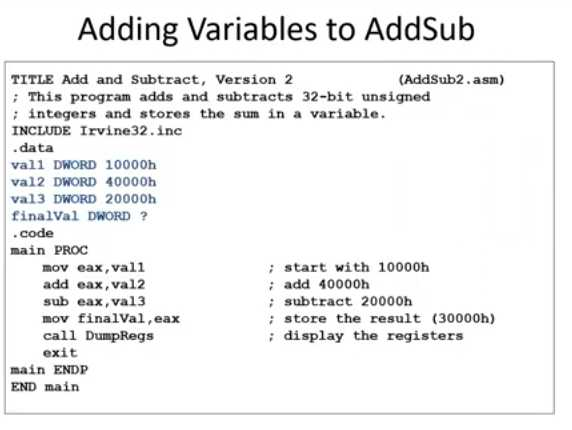 Adding Variables to AddSub
TITLE Add and Subtract, Version 2 (AddSub2.asm)
; This program adds and subtracts 32-bit unsigned
; integers and stores the sum in a variable.
INCLUDE Irvine32.inc
.data
val1 DWORD 10000h
val2 DWORD 40000h
val3 DWORD 20000h
finalVal DWORD ?
.code
main PROC
mov eax,val1 ; start with 10000h
add eax,val2 ; add 40000h
sub eax,val3 ; subtract 20000h
mov finalVal,eax ; store the result (30000h)
call DumpRegs ; display the registers
exit
main ENDP
END main